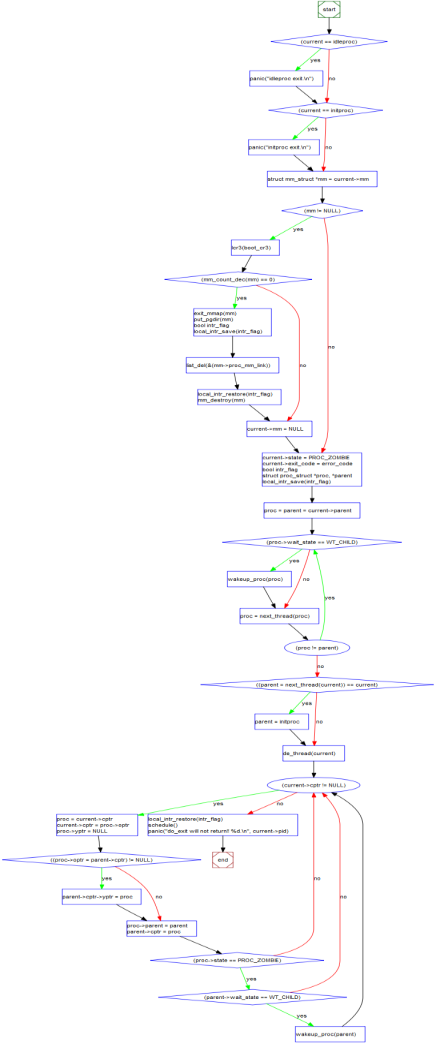 start
(current == idleproc)
yes
no
panic("idleproc exit.\n")
(current == initproc)
yes
no
panic("initproc exit.\n")
struct mm_struct *mm = current->mm
(mm != NULL)
yes
lcr3(boot_cr3)
(mm_count_dec(mm) == 0)
yes
exit_mmap(mm)
put_pgdir(mm)
bool intr_flag
local_intr_save(intr_flag)
no
no
list_del(&(mm->proc_mm_link))
local_intr_restore(intr_flag)
mm_destroy(mm)
current->mm = NULL
current->state = PROC_ZOMBIE
current->exit_code = error_code
bool intr_flag
struct proc_struct *proc, *parent
local_intr_save(intr_flag)
proc = parent = current->parent
(proc->wait_state == WT_CHILD)
yes
no
wakeup_proc(proc)
yes
proc = next_thread(proc)
(proc != parent)
no
((parent = next_thread(current)) == current)
yes
no
parent = initproc
de_thread(current)
(current->cptr != NULL)
yes
no
proc = current->cptr
current->cptr = proc->optr
proc->yptr = NULL
local_intr_restore(intr_flag)
schedule()
panic("do_exit will not return!! %d.\n", current->pid)
((proc->optr = parent->cptr) != NULL)
end
yes
no
no
no
parent->cptr->yptr = proc
proc->parent = parent
parent->cptr = proc
(proc->state == PROC_ZOMBIE)
yes
(parent->wait_state == WT_CHILD)
yes
wakeup_proc(parent)